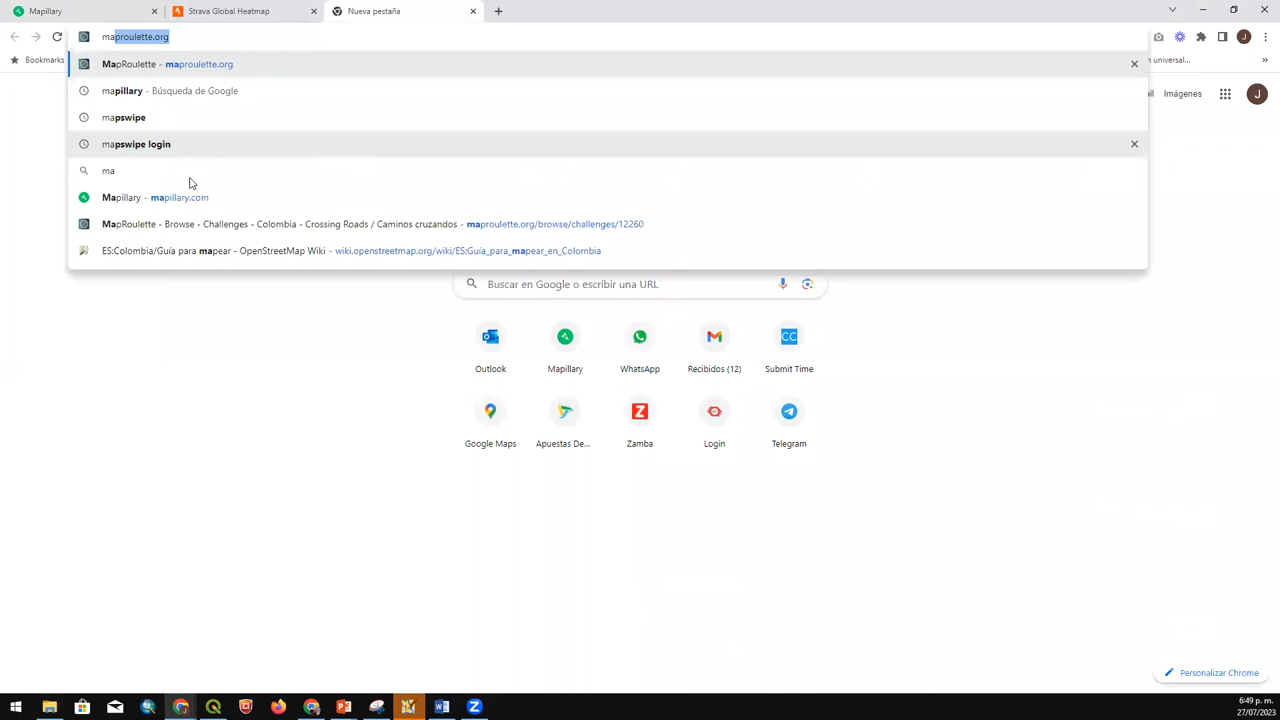 Mapillary
Strava Global Heatmap
Nueva pestaña
maproulette.org
Bookmarks
MapRoulette - maproulette.org
mapillary - Búsqueda de Google
mapswipe
mapswipe login
ma
Mapillary - mapillary.com
MapRoulette - Browse - Challenges - Colombia - Crossing Roads / Caminos cruzandos - maproulette.org/browse/challenges/12260
ES:Colombia/Guía para mapear - OpenStreetMap Wiki - wiki.openstreetmap.org/wiki/ES:Guía_para_mapear_en_Colombia
J
n universal...
il Imágenes J
Buscar en Google o escribir una URL
CC
Outlook Mapillary WhatsApp Recibidos (12) Submit Time
Z
Google Maps Apuestas De... Zamba Login Telegram
Personalizar Chrome
6:49 p. m.
27/07/2023